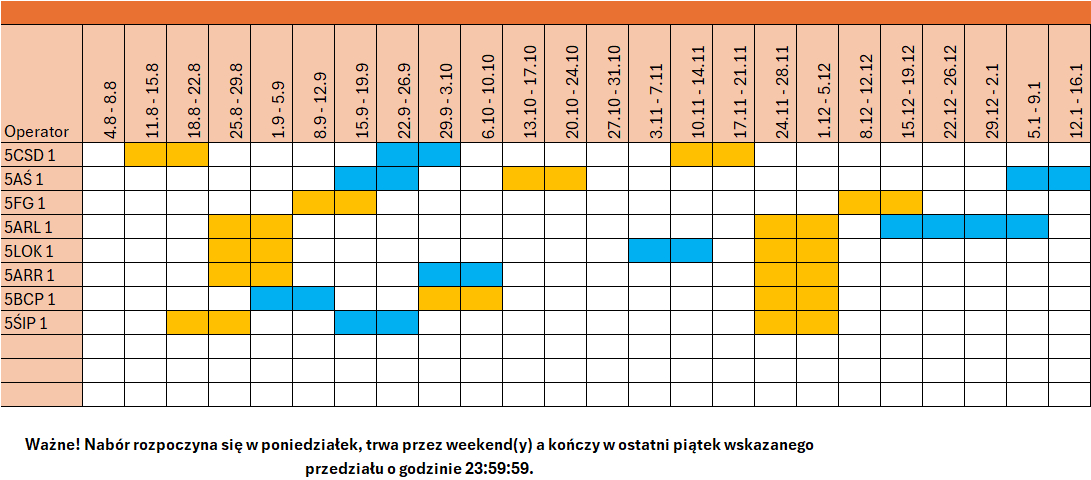 Operator
4.8 - 8.8
11.8 - 15.8
18.8 - 22.8
25.8 - 29.8
1.9 - 5.9
8.9 - 12.9
15.9 - 19.9
22.9 - 26.9
29.9 - 3.10
6.10 - 10.10
13.10 - 17.10
20.10 - 24.10
27.10 - 31.10
3.11 - 7.11
10.11 - 14.11
17.11 - 21.11
24.11 - 28.11
1.12 - 5.12
8.12 - 12.12
15.12 - 19.12
22.12 - 26.12
29.12 - 2.1
5.1 - 9.1
12.1 - 16.1
5CSD 1
5AŚ 1
5FG 1
5ARL 1
5LOK 1
5ARR 1
5BCP 1
5ŚIP 1
Ważne! Nabór rozpoczyna się w poniedziałek, trwa przez weekend(y) a kończy w ostatni piątek wskazanego
przedziału o godzinie 23:59:59.